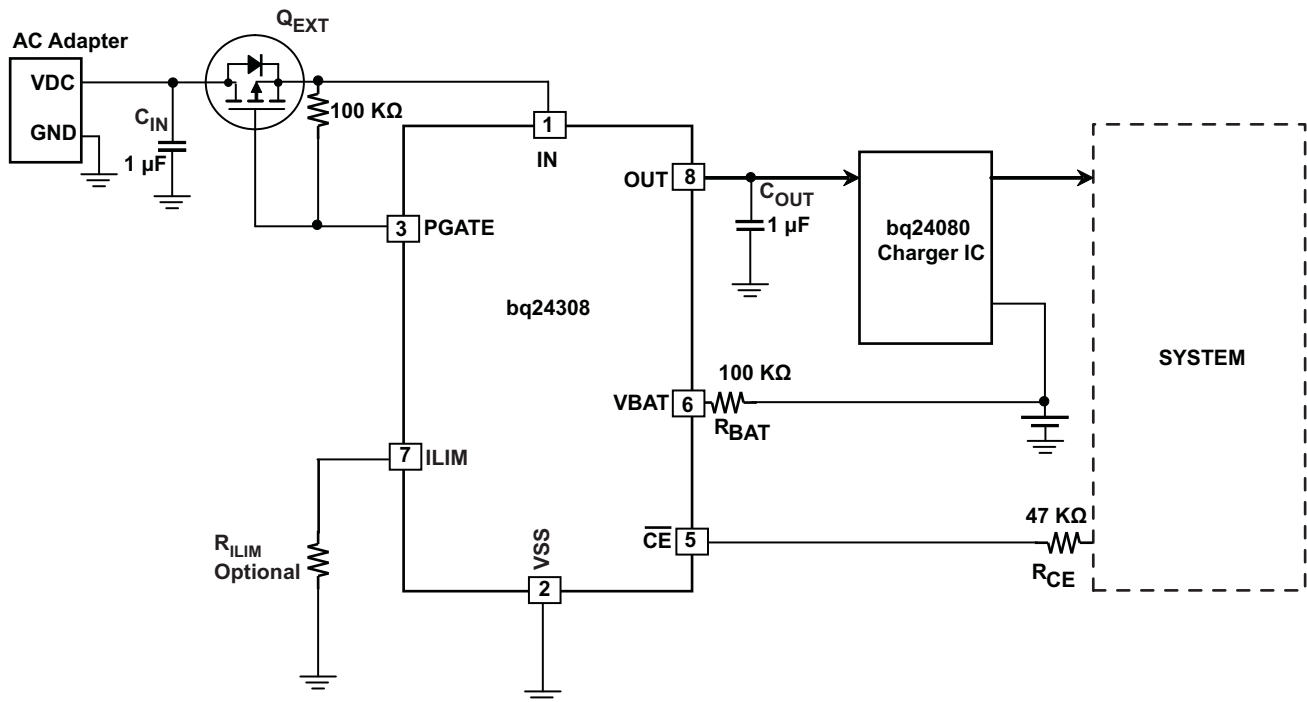 Q_EXT
AC Adapter
VDC
GND
C_IN
1 µF
100 KΩ
1
IN
OUT
8
C_OUT
1 µF
bq24080
Charger IC
3
PGATE
bq24308
SYSTEM
100 KΩ
VBAT
6
R_BAT
7
ILIM
47 KΩ
C̅E̅
5
R_CE
R_ILIM
Optional
VSS
2